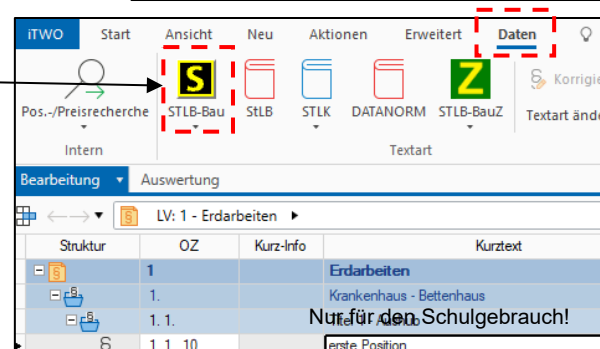 iTWO Start Ansicht Neu Aktionen Erweitert Daten
S Z
§ Korrigie
Pos.-/Preisrecherche STLB-Bau StLB STLK DATANORM STLB-BauZ Textart ände
Intern Textart
Bearbeitung Auswertung
LV: 1 - Erdarbeiten
Struktur OZ Kurz-Info Kurztext
1 Erdarbeiten
1. Krankenhaus - Bettenhaus
1. 1.
Nur für den Schulgebrauch!
§ 1. 1. 10 erste Position